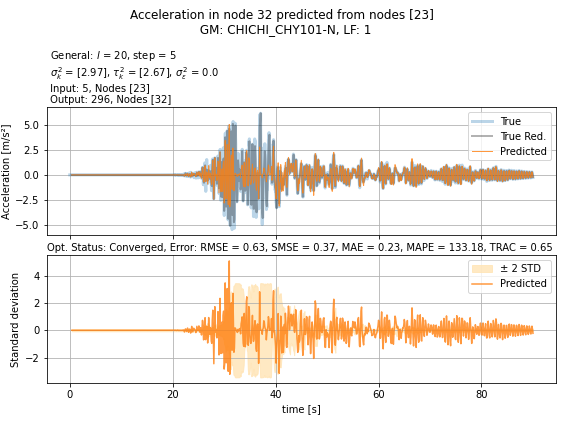 Acceleration in node 32 predicted from nodes [23]
GM: CHICHI_CHY101-N, LF: 1
General: l = 20, step = 5
σ²ₖ = [2.97], τ²ₖ = [2.67], σ²ε = 0.0
Input: 5, Nodes [23]
Output: 296, Nodes [32]
Acceleration [m/s²]
5.0
2.5
0.0
−2.5
−5.0
True
True Red.
Predicted
Opt. Status: Converged, Error: RMSE = 0.63, SMSE = 0.37, MAE = 0.23, MAPE = 133.18, TRAC = 0.65
Standard deviation
4
2
0
−2
± 2 STD
Predicted
0 20 40 60 80
time [s]